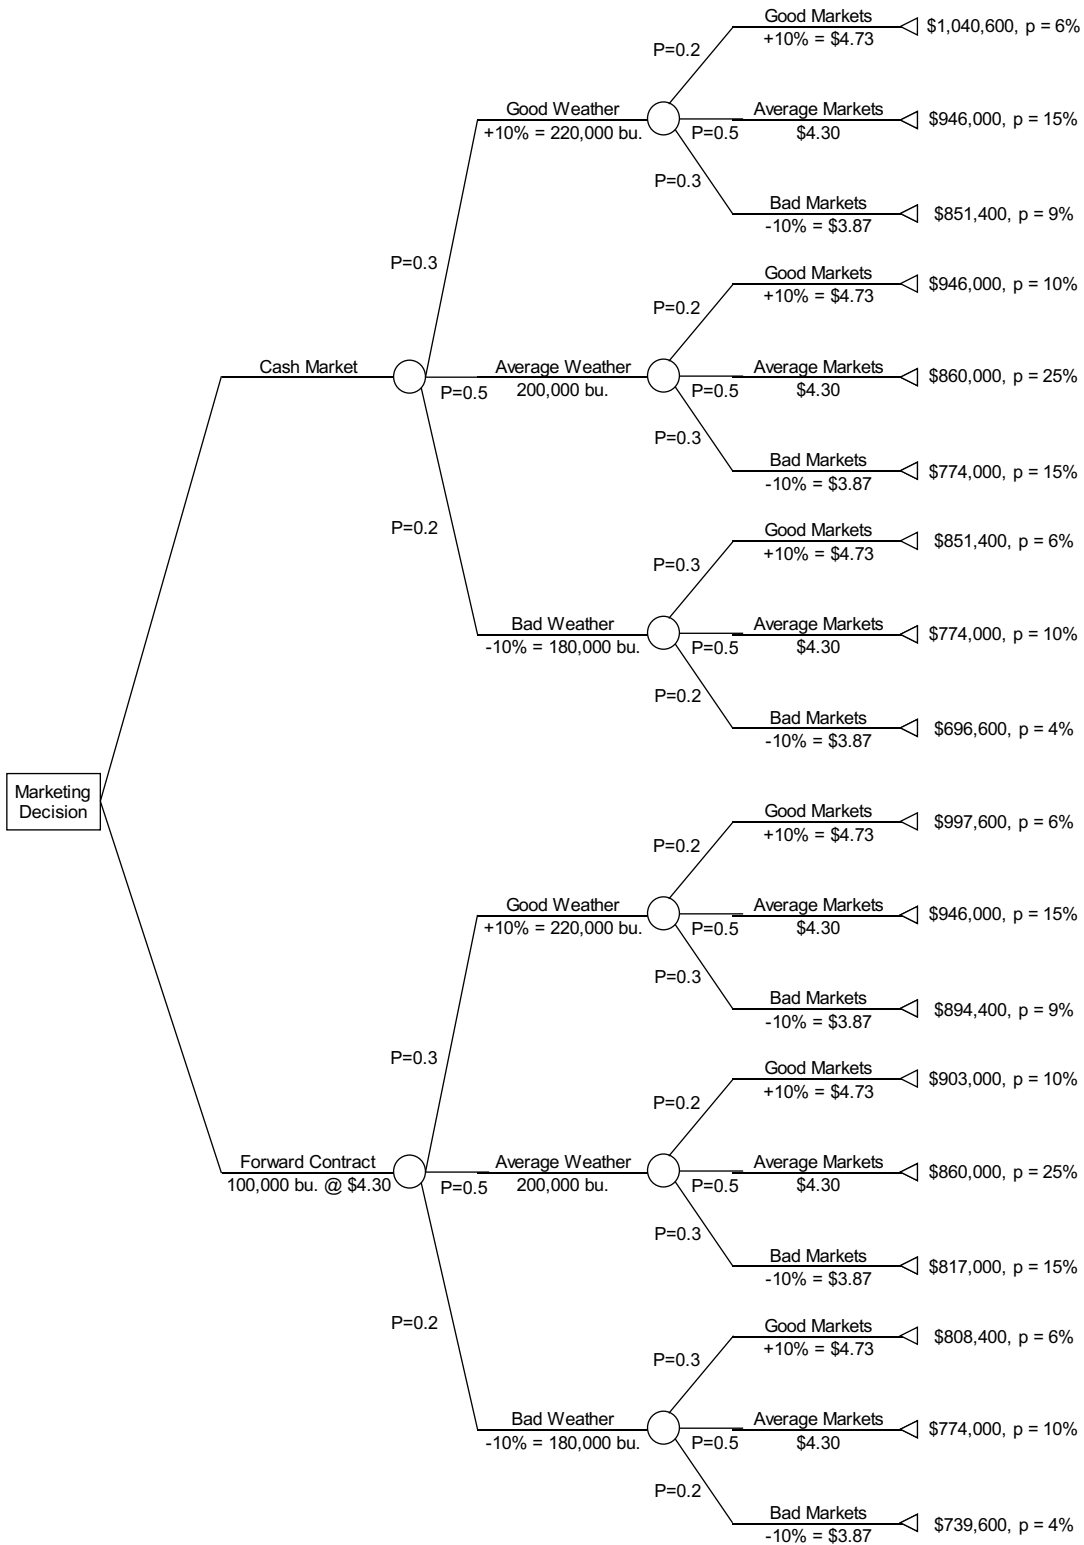 Good Markets
+10% = $4.73
$1,040,600, p = 6%
P=0.2
Good Weather
+10% = 220,000 bu.
P=0.5
Average Markets
$4.30
$946,000, p = 15%
P=0.3
Bad Markets
-10% = $3.87
$851,400, p = 9%
P=0.3
Good Markets
+10% = $4.73
$946,000, p = 10%
P=0.2
Cash Market
P=0.5
Average Weather
200,000 bu.
P=0.5
Average Markets
$4.30
$860,000, p = 25%
P=0.3
Bad Markets
-10% = $3.87
$774,000, p = 15%
P=0.2
Good Markets
+10% = $4.73
$851,400, p = 6%
P=0.3
Bad Weather
-10% = 180,000 bu.
P=0.5
Average Markets
$4.30
$774,000, p = 10%
P=0.2
Bad Markets
-10% = $3.87
$696,600, p = 4%
Marketing
Decision
Good Markets
+10% = $4.73
$997,600, p = 6%
P=0.2
Good Weather
+10% = 220,000 bu.
P=0.5
Average Markets
$4.30
$946,000, p = 15%
P=0.3
Bad Markets
-10% = $3.87
$894,400, p = 9%
P=0.3
Good Markets
+10% = $4.73
$903,000, p = 10%
P=0.2
Forward Contract
100,000 bu. @ $4.30
P=0.5
Average Weather
200,000 bu.
P=0.5
Average Markets
$4.30
$860,000, p = 25%
P=0.3
Bad Markets
-10% = $3.87
$817,000, p = 15%
P=0.2
Good Markets
+10% = $4.73
$808,400, p = 6%
P=0.3
Bad Weather
-10% = 180,000 bu.
P=0.5
Average Markets
$4.30
$774,000, p = 10%
P=0.2
Bad Markets
-10% = $3.87
$739,600, p = 4%